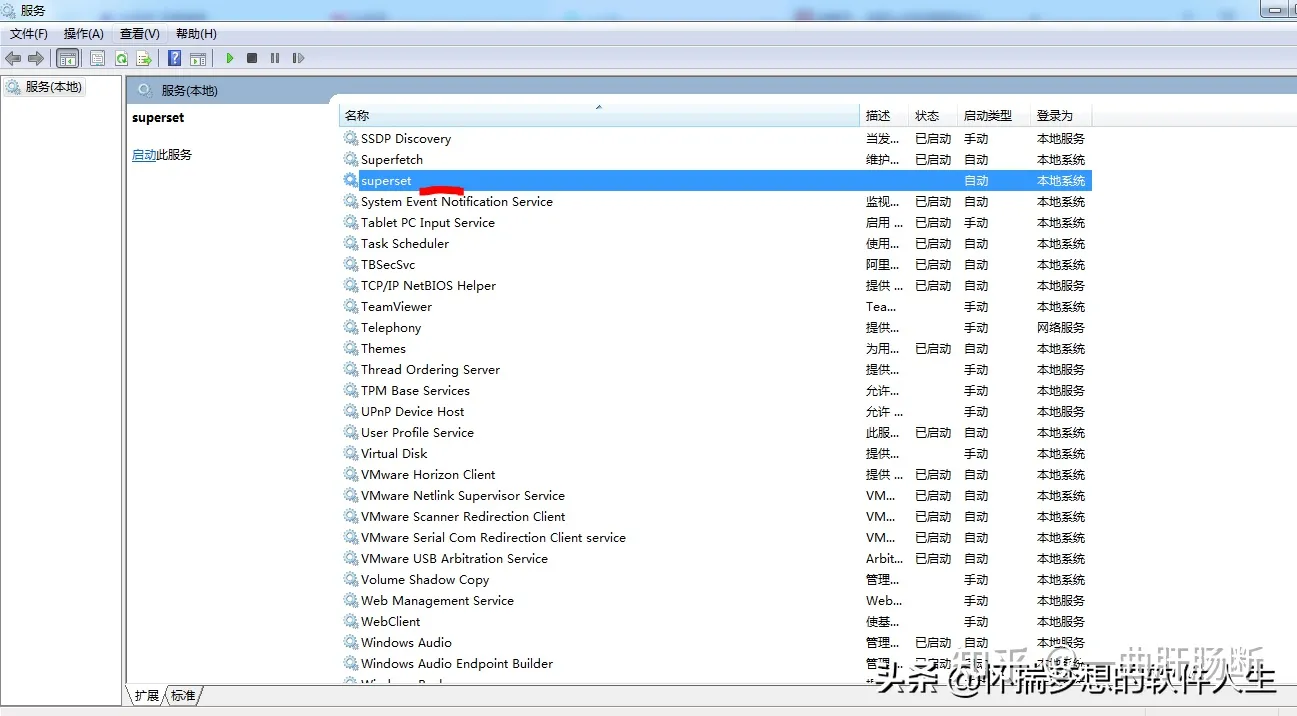 服务
文件(F) 操作(A) 查看(V) 帮助(H)
服务(本地)
服务(本地)
superset
启动此服务
名称 描述 状态 启动类型 登录为
SSDP Discovery 当发... 已启动 手动 本地服务
Superfetch 维护... 已启动 自动 本地系统
superset 自动 本地系统
System Event Notification Service 监视... 已启动 自动 本地系统
Tablet PC Input Service 启用 ... 已启动 手动 本地系统
Task Scheduler 使用... 已启动 自动 本地系统
TBSecSvc 阿里... 已启动 自动 本地系统
TCP/IP NetBIOS Helper 提供 ... 已启动 自动 本地服务
TeamViewer Tea... 手动 本地系统
Telephony 提供... 手动 网络服务
Themes 为用... 已启动 自动 本地系统
Thread Ordering Server 提供... 手动 本地服务
TPM Base Services 允许... 手动 本地服务
UPnP Device Host 允许 ... 手动 本地服务
User Profile Service 此服... 已启动 自动 本地系统
Virtual Disk 提供... 手动 本地系统
VMware Horizon Client 提供 ... 已启动 自动 本地系统
VMware Netlink Supervisor Service VM... 已启动 自动 本地系统
VMware Scanner Redirection Client VM... 已启动 自动 本地系统
VMware Serial Com Redirection Client service VM... 已启动 自动 本地系统
VMware USB Arbitration Service Arbit... 已启动 自动 本地系统
Volume Shadow Copy 管理... 手动 本地系统
Web Management Service Web... 手动 本地服务
WebClient 使基... 手动 本地服务
Windows Audio 管理... 已启动 自动 本地服务
Windows Audio Endpoint Builder 管理... 已启动 自动 本地系统
知乎 @一曲肝肠断
头条 @怀揣梦想的软件人生
扩展 标准